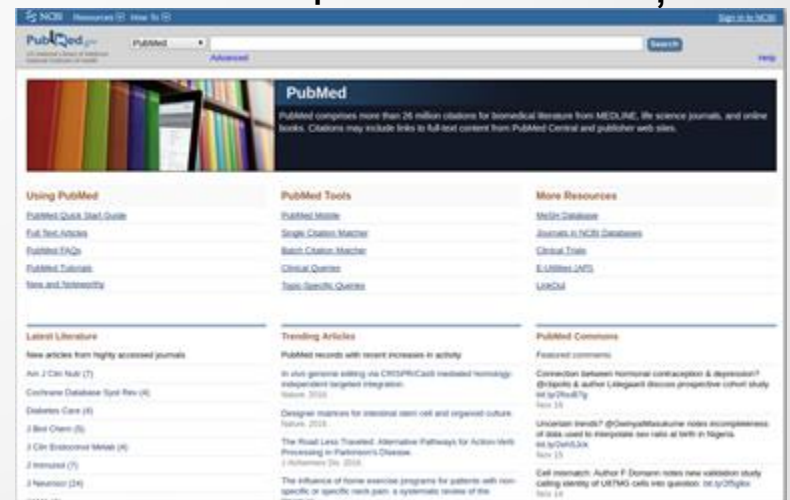 NCBI Resources How To Sign in to NCBI
PubMed.gov PubMed Search
US National Library of Medicine
National Institutes of Health
Advanced Help
PubMed
PubMed comprises more than 26 million citations for biomedical literature from MEDLINE, life science journals, and online
books. Citations may include links to full-text content from PubMed Central and publisher web sites.
Using PubMed
PubMed Quick Start Guide
Full Text Articles
PubMed FAQs
PubMed Tutorials
New and Noteworthy
PubMed Tools
PubMed Mobile
Single Citation Matcher
Batch Citation Matcher
Clinical Queries
Topic-Specific Queries
More Resources
MeSH Database
Journals in NCBI Databases
Clinical Trials
E-Utilities (API)
LinkOut
Latest Literature
New articles from highly accessed journals
Am J Clin Nutr (7)
Cochrane Database Syst Rev (4)
Diabetes Care (4)
J Biol Chem (5)
J Clin Endocrinol Metab (4)
J Immunol (7)
J Neurosci (24)
Trending Articles
PubMed records with recent increases in activity
In vivo genome editing via CRISPR/Cas9 mediated homology-
independent targeted integration.
Nature. 2016.
Designer matrices for intestinal stem cell and organoid culture.
Nature. 2016.
The Road Less Traveled: Alternative Pathways for Action-Verb
Processing in Parkinson's Disease.
J Alzheimers Dis. 2016.
The influence of home exercise programs for patients with non-
specific or specific neck pain: a systematic review of the
PubMed Commons
Featured comments
Connection between hormonal contraception & depression?
& author Lidegaard discuss prospective cohort study.
Nov 16
Uncertain trends? @GwinyaiMasukume notes incompleteness
of data used to interpolate sex ratio at birth in Nigeria.
Nov 15
Cell mismatch: Author F Domann notes new validation study
calling identity of U87MG cells into question.
Nov 14